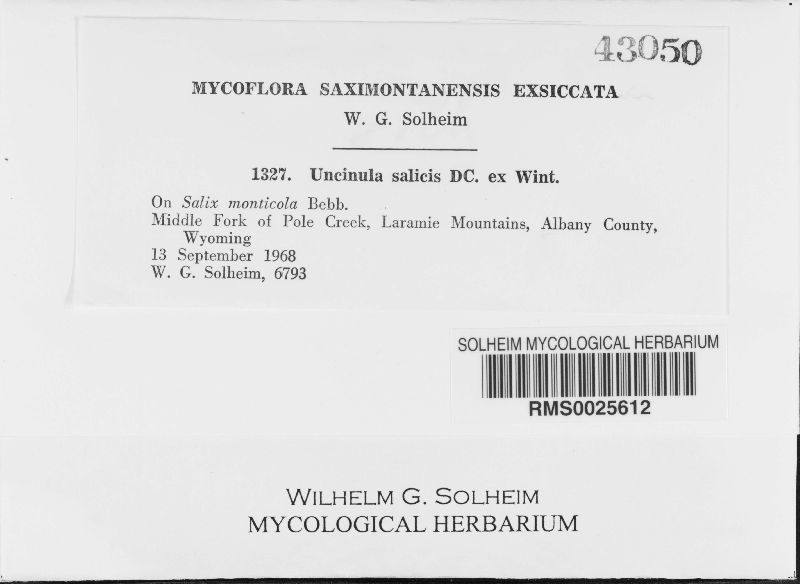 43050
MYCOFLORA SAXIMONTANENSIS EXSICCATA
W. G. Solheim
1327. Uncinula salicis DC. ex Wint.
On Salix monticola Bebb.
Middle Fork of Pole Creek, Laramie Mountains, Albany County,
Wyoming
13 September 1968
W. G. Solheim, 6793
SOLHEIM MYCOLOGICAL HERBARIUM
RMS0025612
WILHELM G. SOLHEIM
MYCOLOGICAL HERBARIUM